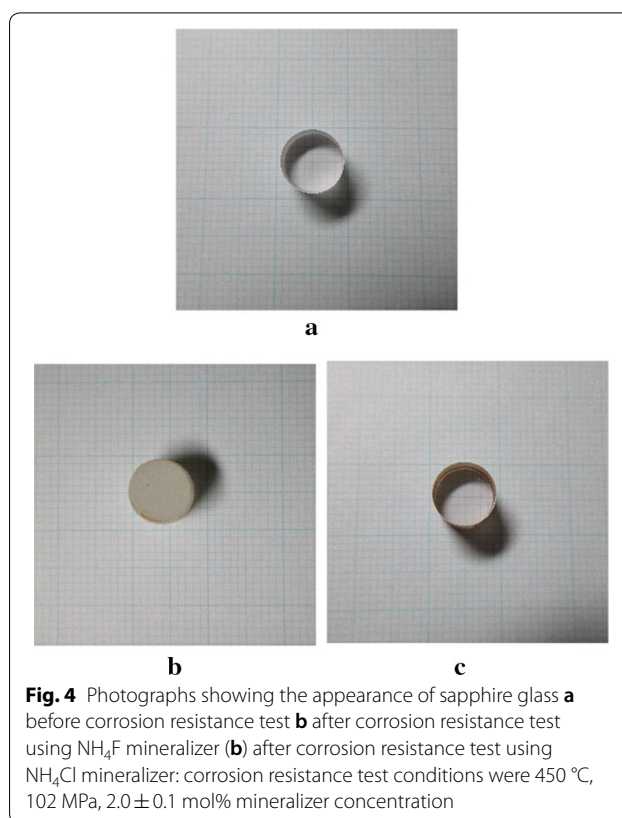 a
b
c
Fig. 4 Photographs showing the appearance of sapphire glass a
before corrosion resistance test b after corrosion resistance test
using NH₄F mineralizer (b) after corrosion resistance test using
NH₄Cl mineralizer: corrosion resistance test conditions were 450 °C,
102 MPa, 2.0 ± 0.1 mol% mineralizer concentration